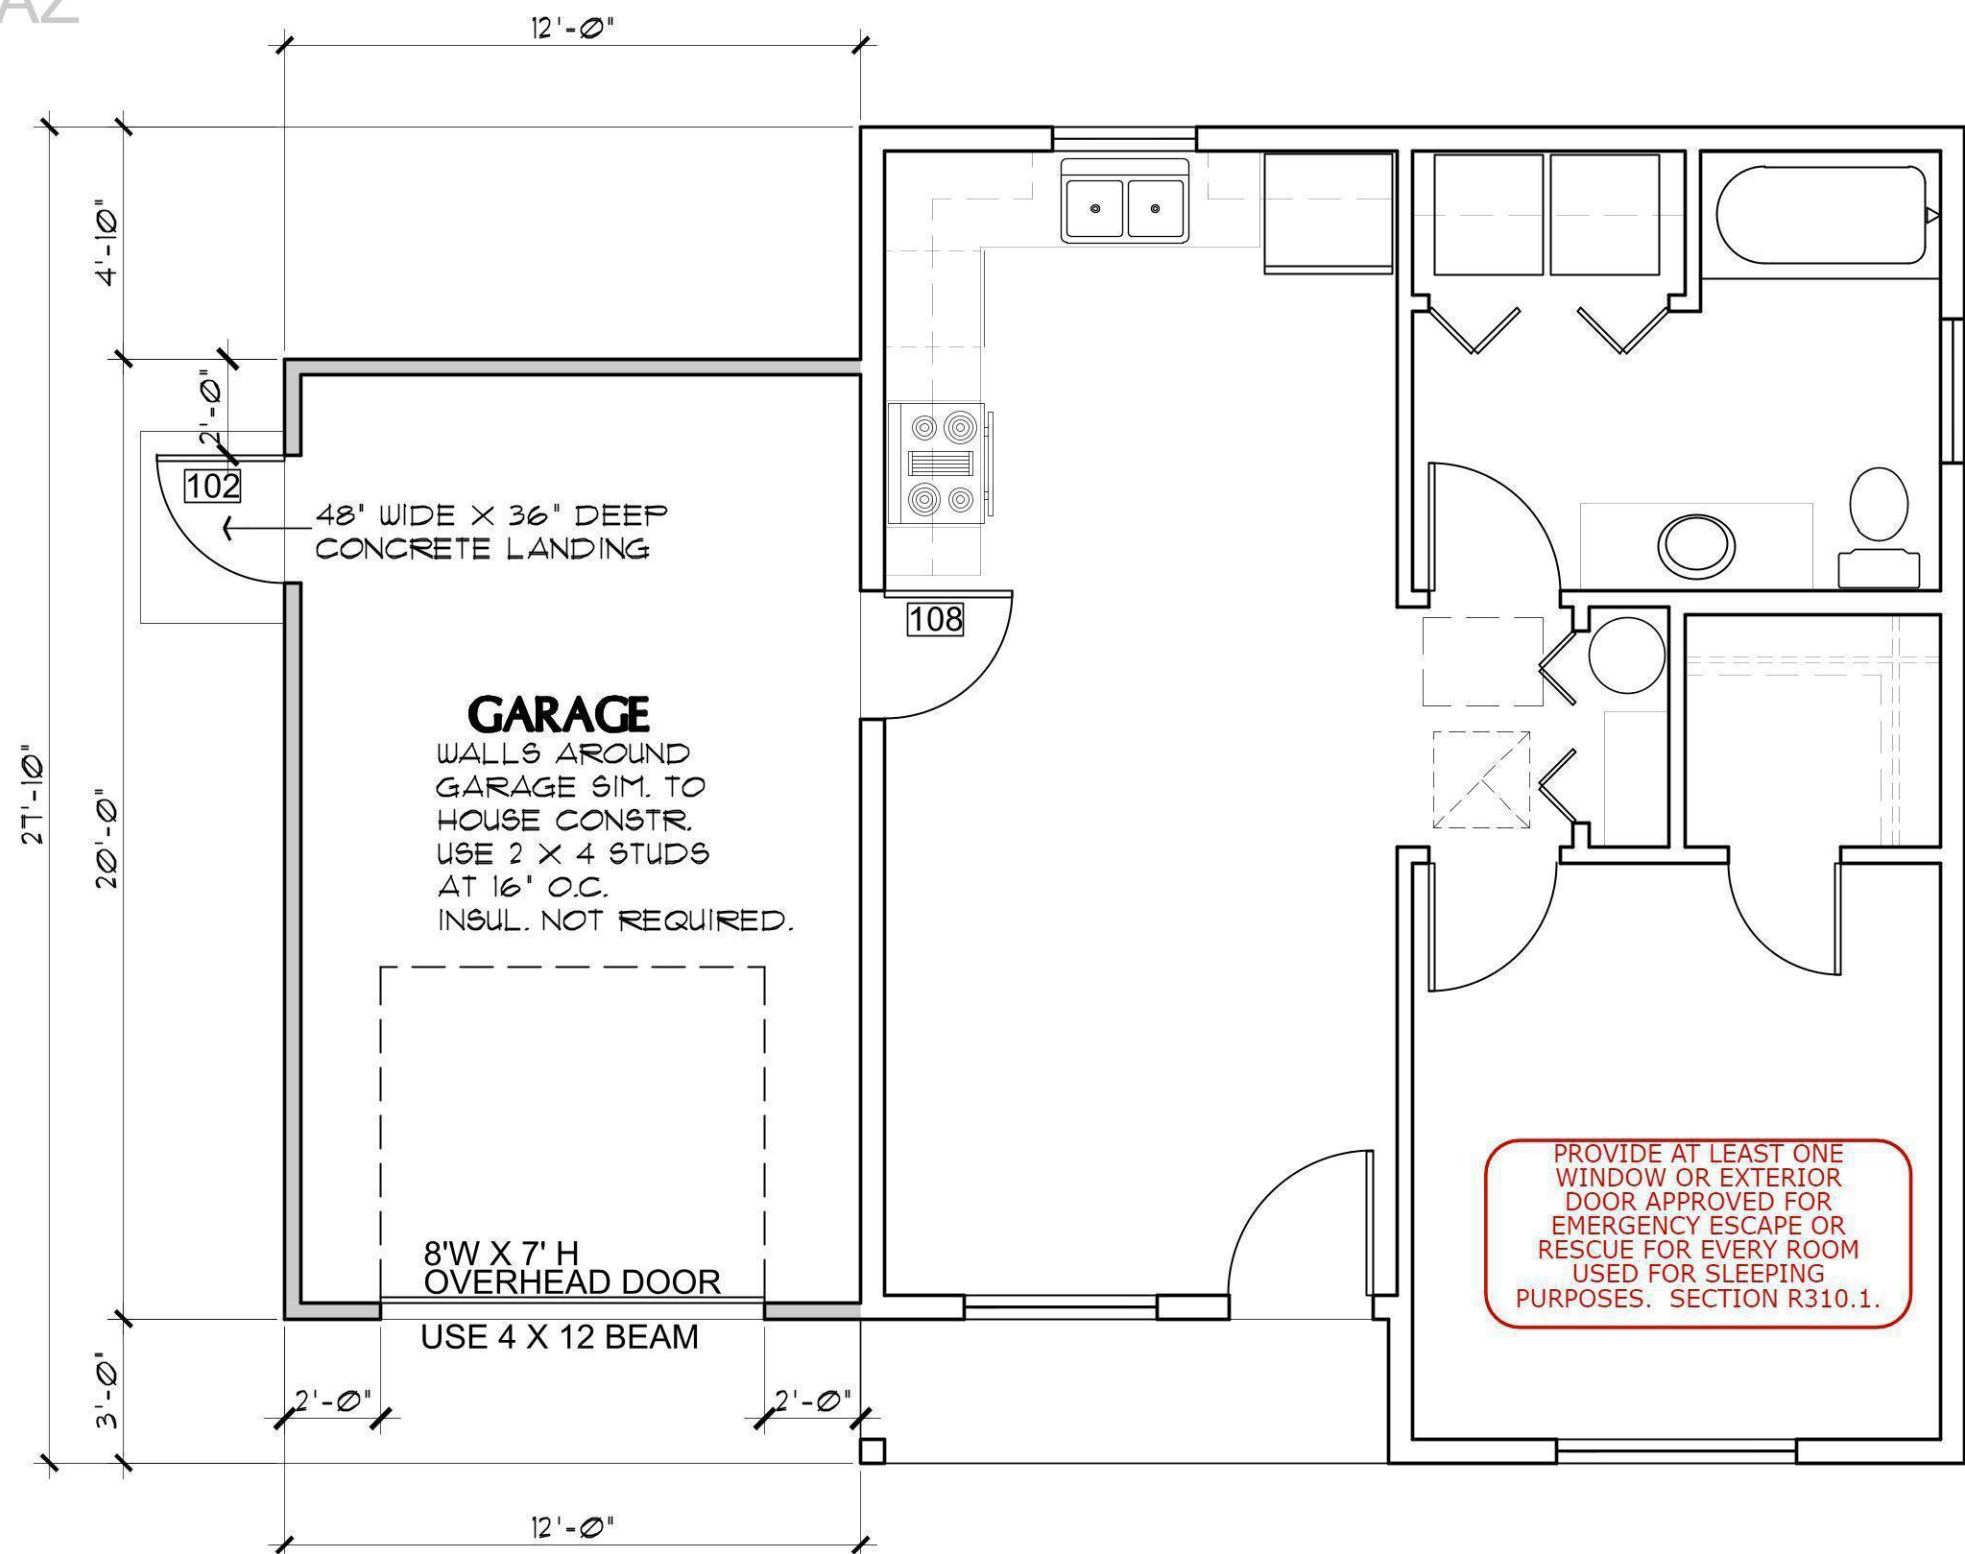 AZ
12'-0"
4'-10"
2'-0"
102
48" WIDE X 36" DEEP
CONCRETE LANDING
108
GARAGE
WALLS AROUND
GARAGE SIM. TO
HOUSE CONSTR.
USE 2 X 4 STUDS
AT 16" O.C.
INSUL. NOT REQUIRED.
27'-10"
20'-0"
8'W X 7' H
OVERHEAD DOOR
USE 4 X 12 BEAM
PROVIDE AT LEAST ONE
WINDOW OR EXTERIOR
DOOR APPROVED FOR
EMERGENCY ESCAPE OR
RESCUE FOR EVERY ROOM
USED FOR SLEEPING
PURPOSES. SECTION R310.1.
3'-0"
2'-0"
2'-0"
12'-0"